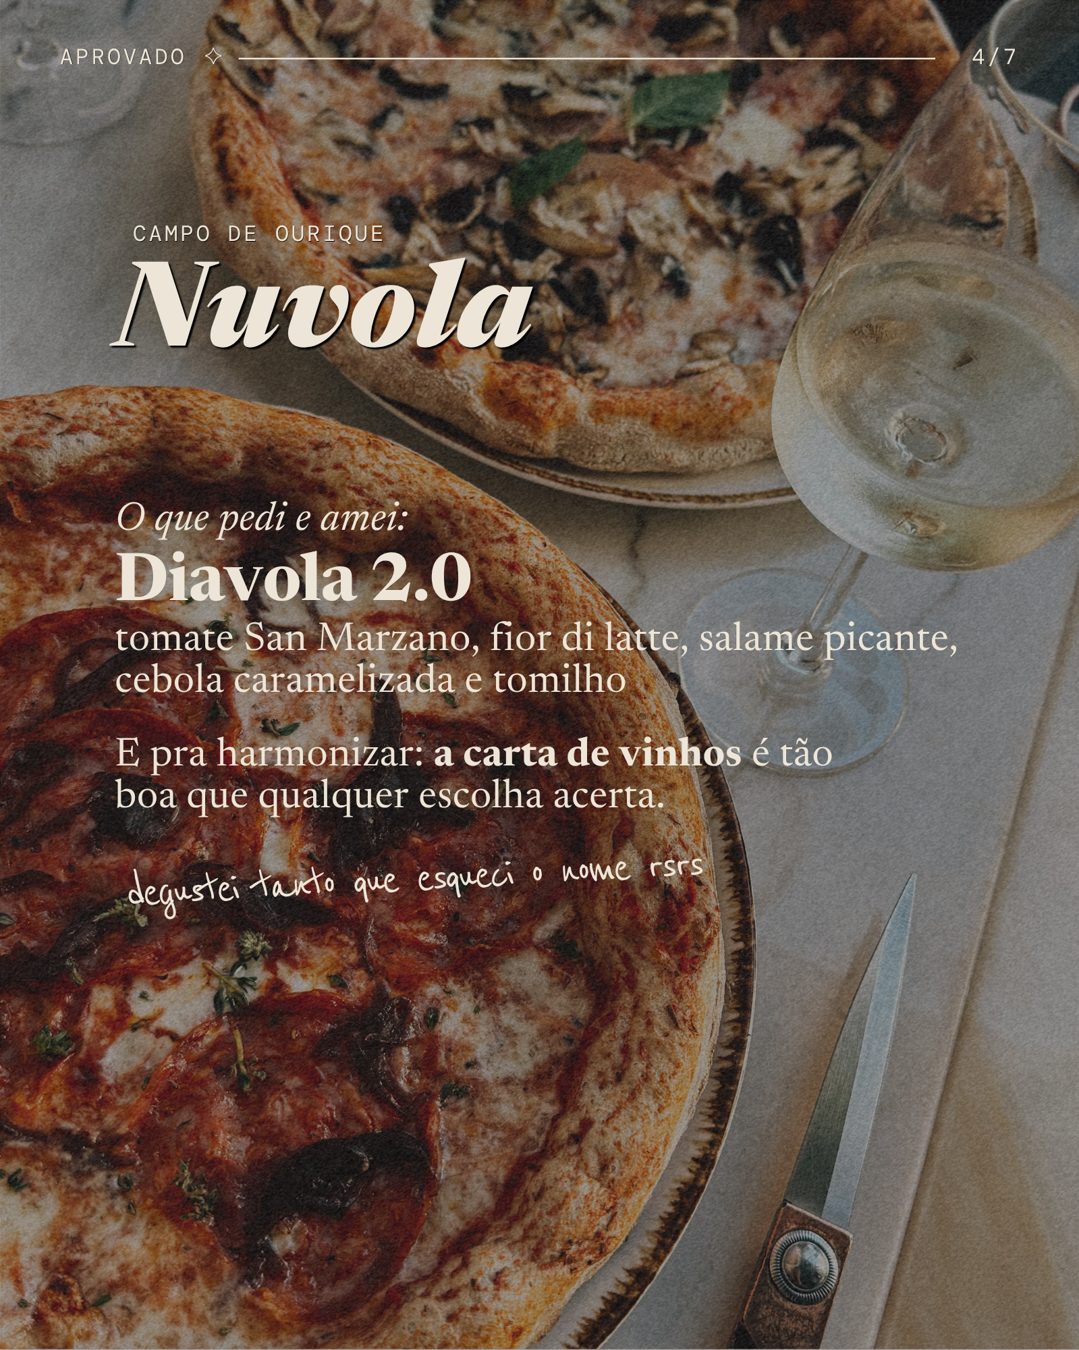 APROVADO
4/7
CAMPO DE OURIQUE
Nuvola
O que pedi e amei:
Diavola 2.0
tomate San Marzano, fior di latte, salame picante,
cebola caramelizada e tomilho
E pra harmonizar: a carta de vinhos é tão
boa que qualquer escolha acerta.
degustei tanto que esqueci o nome rsrs